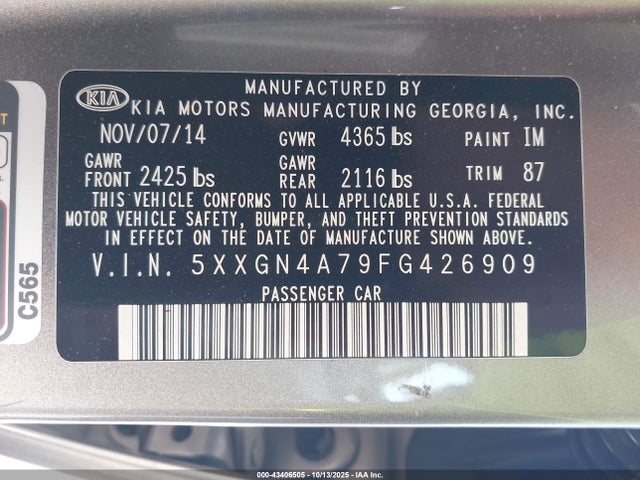 KIA
MANUFACTURED BY
KIA MOTORS MANUFACTURING GEORGIA, INC.
NOV/07/14 GVWR 4365 lbs PAINT IM
GAWR FRONT 2425 lbs GAWR REAR 2116 lbs TRIM 87
THIS VEHICLE CONFORMS TO ALL APPLICABLE U.S.A. FEDERAL
MOTOR VEHICLE SAFETY, BUMPER, AND THEFT PREVENTION STANDARDS
IN EFFECT ON THE DATE OF MANUFACTURE SHOWN ABOVE.
V.I.N. 5XXGN4A79FG426909
PASSENGER CAR
C565
000-43406505 - 10/13/2025 - IAA Inc.